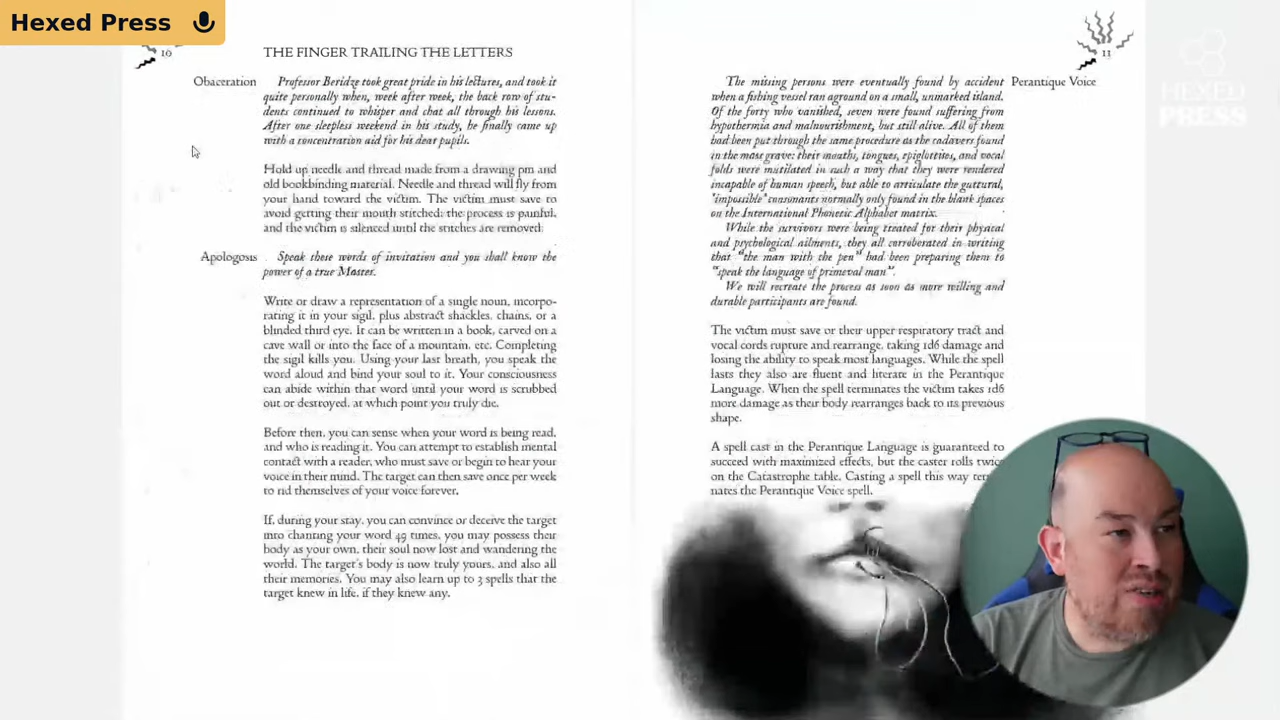 Hexed Press
10
THE FINGER TRAILING THE LETTERS
Obaceration
Professor Beridze took great pride in his lectures, and took it
quite personally when, week after week, the back row of stu-
dents continued to whisper and chat all through his lessons.
After one sleepless weekend in his study, he finally came up
with a concentration aid for his dear pupils.
Hold up needle and thread made from a drawing pin and
old bookbinding material. Needle and thread will fly from
your hand toward the victim. The victim must save to
avoid getting their mouth stitched: the process is painful,
and the victim is silenced until the stitches are removed.
Apologosis
Speak these words of invitation and you shall know the
power of a true Master.
Write or draw a representation of a single noun, incorpo-
rating it in your sigil, plus abstract shackles, chains, or a
blinded third eye. It can be written in a book, carved on a
cave wall or into the face of a mountain, etc. Completing
the sigil kills you. Using your last breath, you speak the
word aloud and bind your soul to it. Your consciousness
can abide within that word until your word is scrubbed
out or destroyed, at which point you truly die.
Before then, you can sense when your word is being read,
and who is reading it. You can attempt to establish mental
contact with a reader, who must save or begin to hear your
voice in their mind. The target can then save once per week
to rid themselves of your voice forever.
If, during your stay, you can convince or deceive the target
into chanting your word 49 times, you may possess their
body as your own, their soul now lost and wandering the
world. The target's body is now truly yours, and also all
their memories. You may also learn up to 3 spells that the
target knew in life, if they knew any.
11
Perantique Voice
The missing persons were eventually found by accident
when a fishing vessel ran aground on a small, unmarked island.
Of the forty who vanished, seven were found suffering from
hypothermia and malnourishment, but still alive. All of them
had been put through the same procedure as the cadavers found
in the mass grave: their mouths, tongues, epiglottises, and vocal
folds were mutilated in such a way that they were rendered
incapable of human speech, but able to articulate the guttural,
"impossible" consonants normally only found in the blank spaces
on the International Phonetic Alphabet matrix.
While the survivors were being treated for their physical
and psychological ailments, they all corroborated in writing
that "the man with the pen" had been preparing them to
"speak the language of primeval man".
We will recreate the process as soon as more willing and
durable participants are found.
The victim must save or their upper respiratory tract and
vocal cords rupture and rearrange, taking 1d6 damage and
losing the ability to speak most languages. While the spell
lasts they also are fluent and literate in the Perantique
Language. When the spell terminates the victim takes 1d6
more damage as their body rearranges back to its previous
shape.
A spell cast in the Perantique Language is guaranteed to
succeed with maximized effects, but the caster rolls twice
on the Catastrophe table. Casting a spell this way
nates the Perantique Voice spell.
HEXED
PRESS